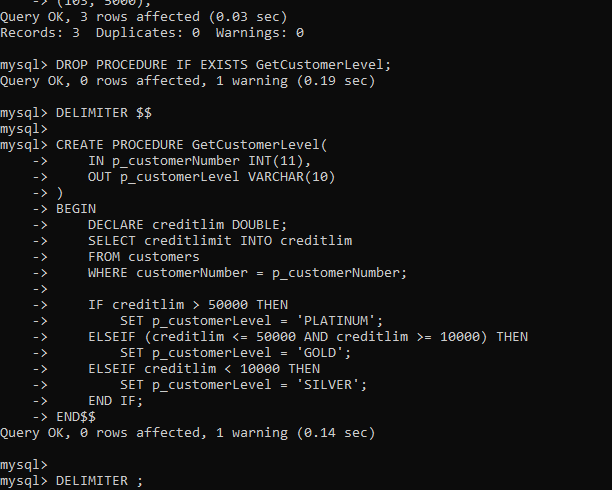 -> (103, 5000);
Query OK, 3 rows affected (0.03 sec)
Records: 3  Duplicates: 0  Warnings: 0

mysql> DROP PROCEDURE IF EXISTS GetCustomerLevel;
Query OK, 0 rows affected, 1 warning (0.19 sec)

mysql> DELIMITER $$
mysql>
mysql> CREATE PROCEDURE GetCustomerLevel(
    ->     IN p_customerNumber INT(11),
    ->     OUT p_customerLevel VARCHAR(10)
    -> )
    -> BEGIN
    ->     DECLARE creditlim DOUBLE;
    ->     SELECT creditlimit INTO creditlim
    ->     FROM customers
    ->     WHERE customerNumber = p_customerNumber;
    ->
    ->     IF creditlim > 50000 THEN
    ->         SET p_customerLevel = 'PLATINUM';
    ->     ELSEIF (creditlim <= 50000 AND creditlim >= 10000) THEN
    ->         SET p_customerLevel = 'GOLD';
    ->     ELSEIF creditlim < 10000 THEN
    ->         SET p_customerLevel = 'SILVER';
    ->     END IF;
    -> END$$
Query OK, 0 rows affected, 1 warning (0.14 sec)

mysql>
mysql> DELIMITER ;